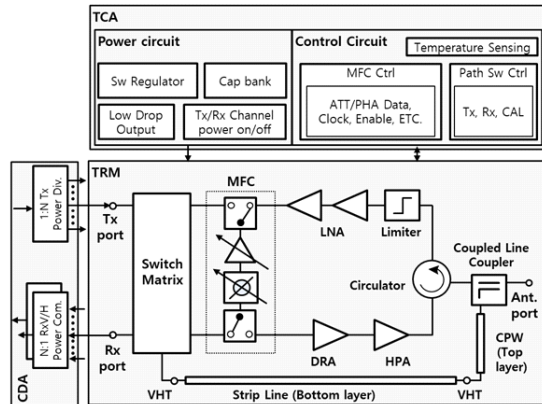 TCA
Power circuit
Control Circuit
Temperature Sensing
Sw Regulator
Cap bank
MFC Ctrl
Path Sw Ctrl
Low Drop
Output
Tx/Rx Channel
power on/off
ATT/PHA Data,
Clock, Enable, ETC.
Tx, Rx, CAL
TRM
MFC
1:N Tx
Power Div.
Tx
port
LNA
Limiter
Switch
Matrix
Circulator
Coupled Line
Coupler
Ant.
port
N:1 RxV/H
Power Com.
Rx
port
DRA
HPA
CPW
(Top
layer)
CDA
VHT
Strip Line (Bottom layer)
VHT